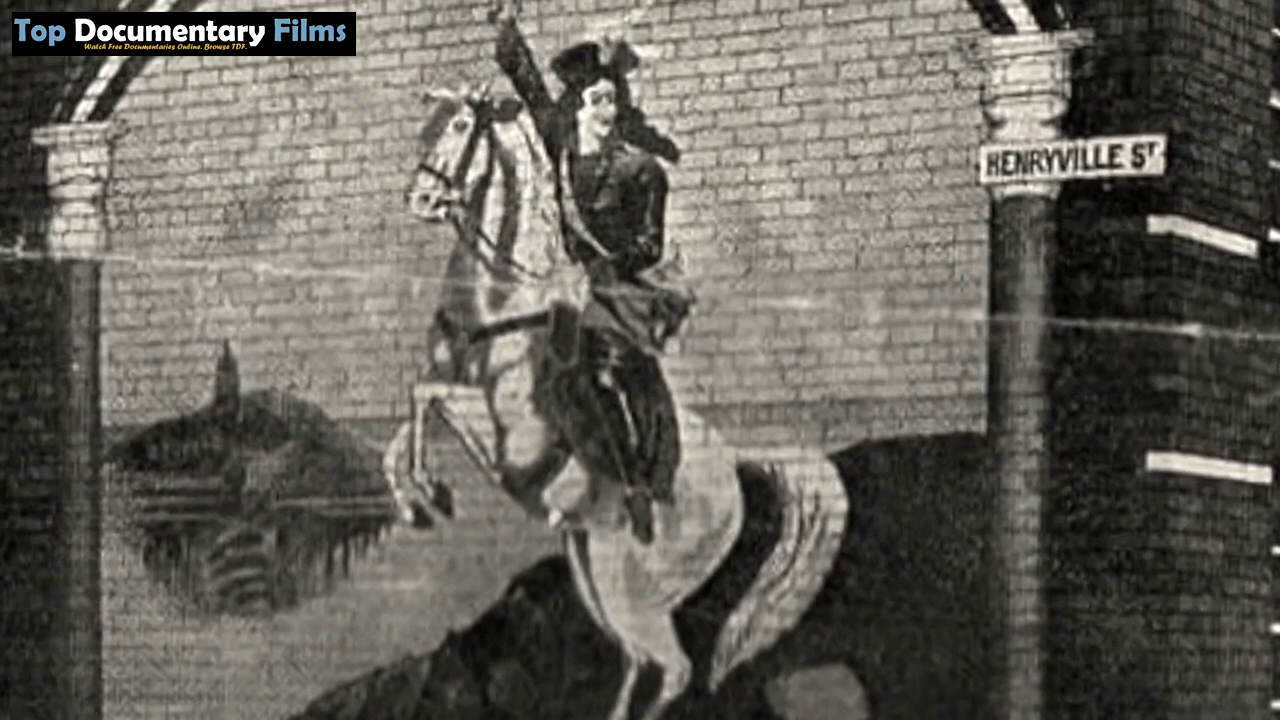 Top Documentary Films
Watch Free Documentaries Online. Browse TDF.
HENRYVILLE ST